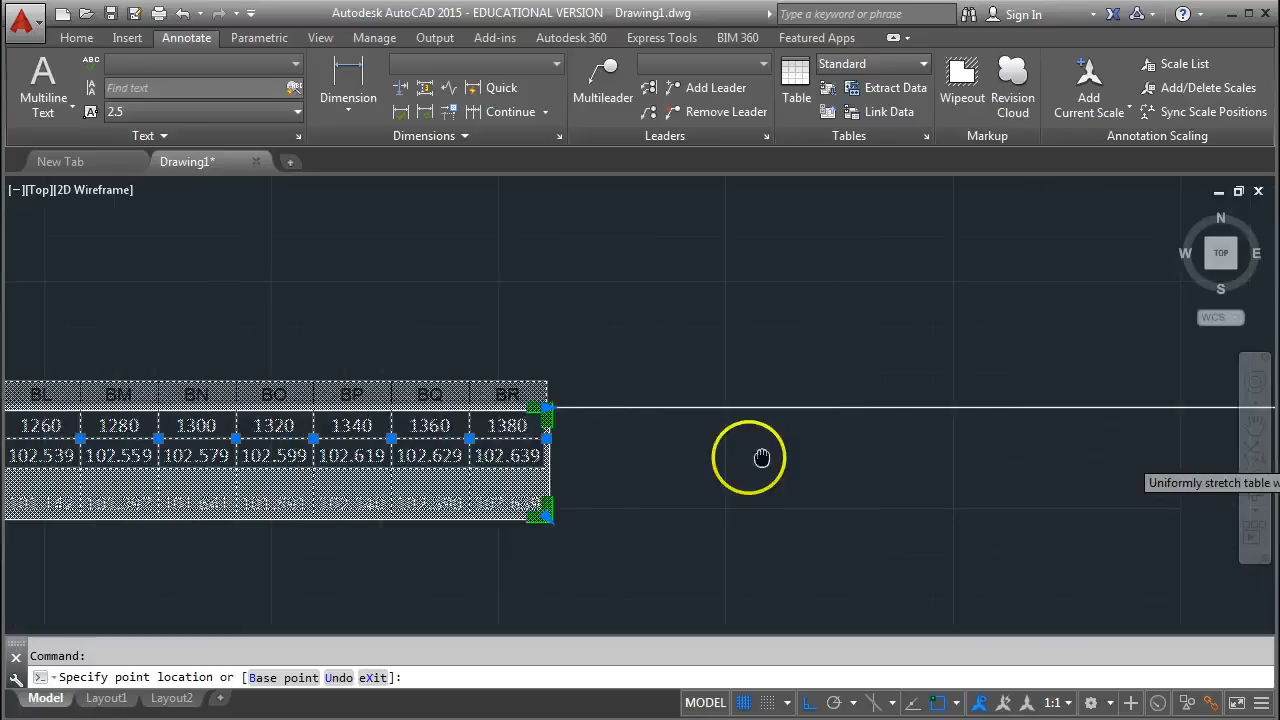 Autodesk AutoCAD 2015 - EDUCATIONAL VERSION Drawing1.dwg Type a keyword or phrase Sign In
Home Insert Annotate Parametric View Manage Output Add-ins Autodesk 360 Express Tools BIM 360 Featured Apps
Multiline Text
ABC
Find text
2.5
Text
Dimension
Quick
Continue
Dimensions
Multileader
Add Leader
Remove Leader
Leaders
Table
Standard
Extract Data
Link Data
Tables
Wipeout
Revision Cloud
Markup
Add Current Scale
Scale List
Add/Delete Scales
Sync Scale Positions
Annotation Scaling
New Tab Drawing1*
[−][Top][2D Wireframe]
N
W TOP E
S
WCS
BM BN BO BP BQ BR
1280 1300 1320 1340 1360 1380
102.559 102.579 102.599 102.619 102.629 102.639
Uniformly stretch table w
Command:
Specify point location or [Base point Undo eXit]:
Model Layout1 Layout2 + MODEL 1:1